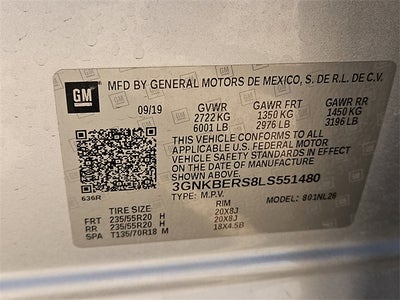 GM
MFD BY GENERAL MOTORS DE MEXICO, S. DE R.L. DE C.V.
09/19 GVWR GAWR FRT GAWR RR
2722 KG 1350 KG 1450 KG
6001 LB 2976 LB 3196 LB
THIS VEHICLE CONFORMS TO ALL
APPLICABLE U.S. FEDERAL MOTOR
VEHICLE SAFETY STANDARDS IN EFFECT ON
THE DATE OF MANUFACTURE SHOWN ABOVE.
3GNKBERS8LS551480
TYPE: M.P.V. MODEL: 801NL26
636R
TIRE SIZE RIM
FRT 235/55R20 H 20X8J
RR 235/55R20 H 20X8J
SPA T135/70R18 M 18X4.5B